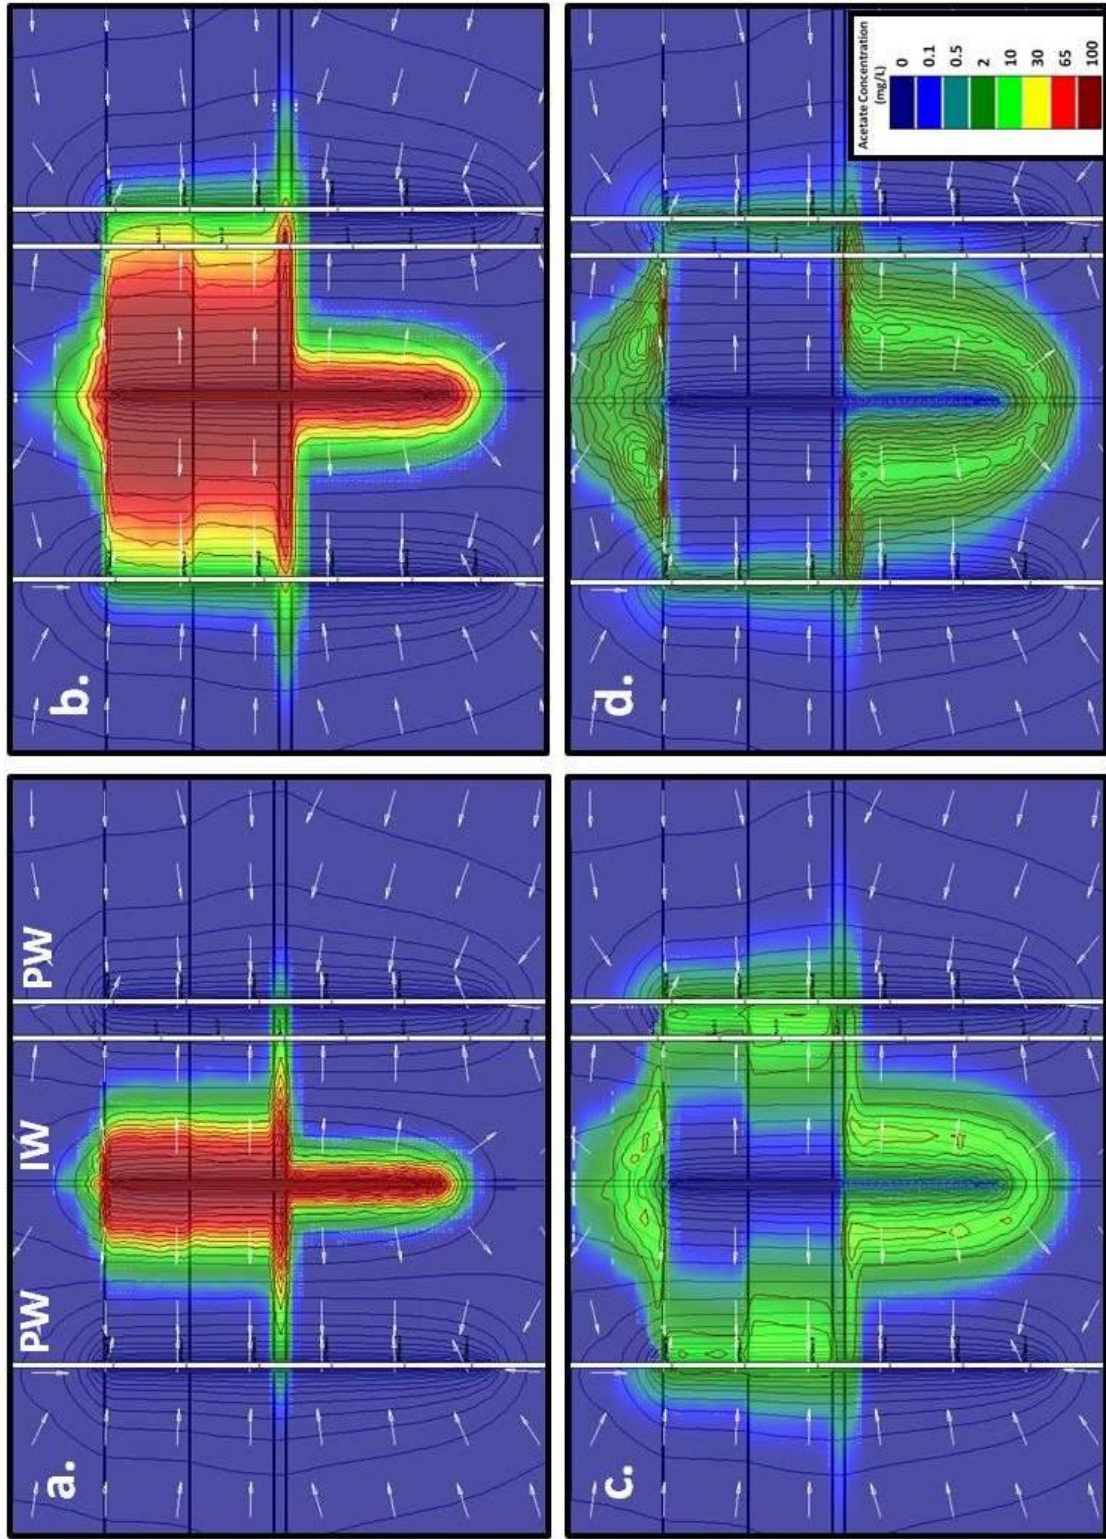 a.
PW
IW
PW
b.
c.
d.
Acetate Concentration
(mg/L)
0
0.1
0.5
2
10
30
65
100